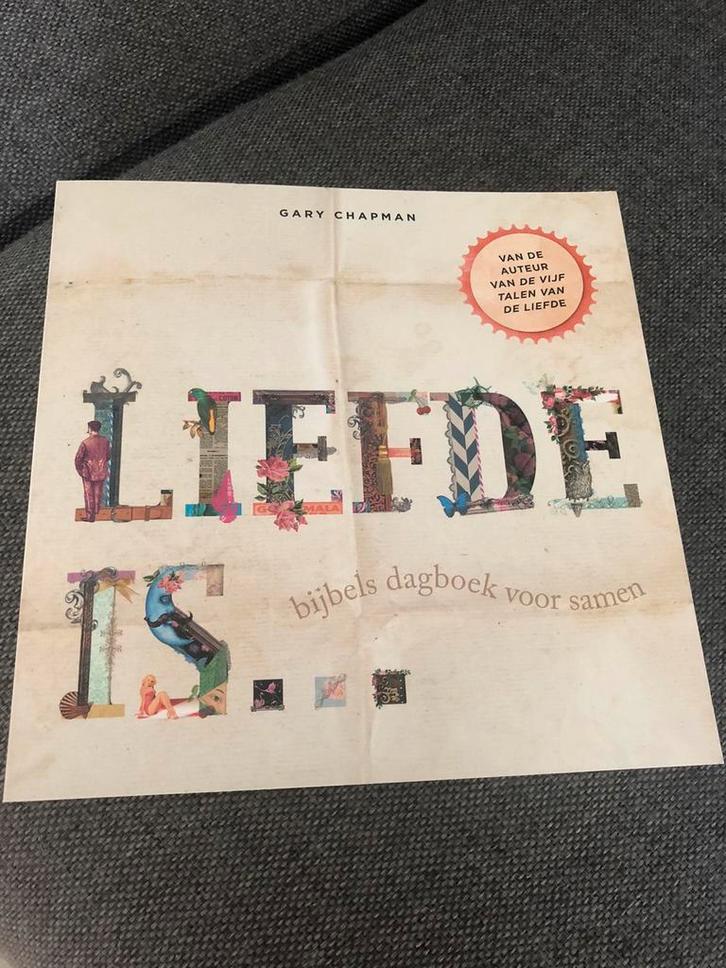 GARY CHAPMAN
VAN DE
AUTEUR
VAN DE VIJF
TALEN VAN
DE LIEFDE
LIEFDE
IS...
bijbels dagboek voor samen